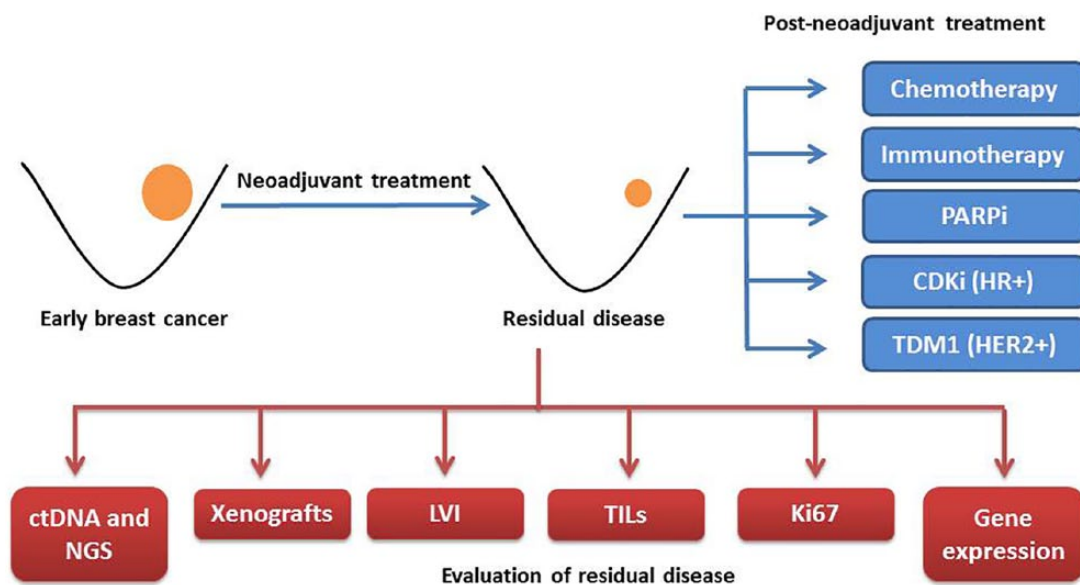 Post-neoadjuvant treatment
Chemotherapy
Immunotherapy
PARPi
CDKi (HR+)
TDM1 (HER2+)
Neoadjuvant treatment
Early breast cancer
Residual disease
ctDNA and
NGS
Xenografts
LVI
TILs
Ki67
Gene
expression
Evaluation of residual disease